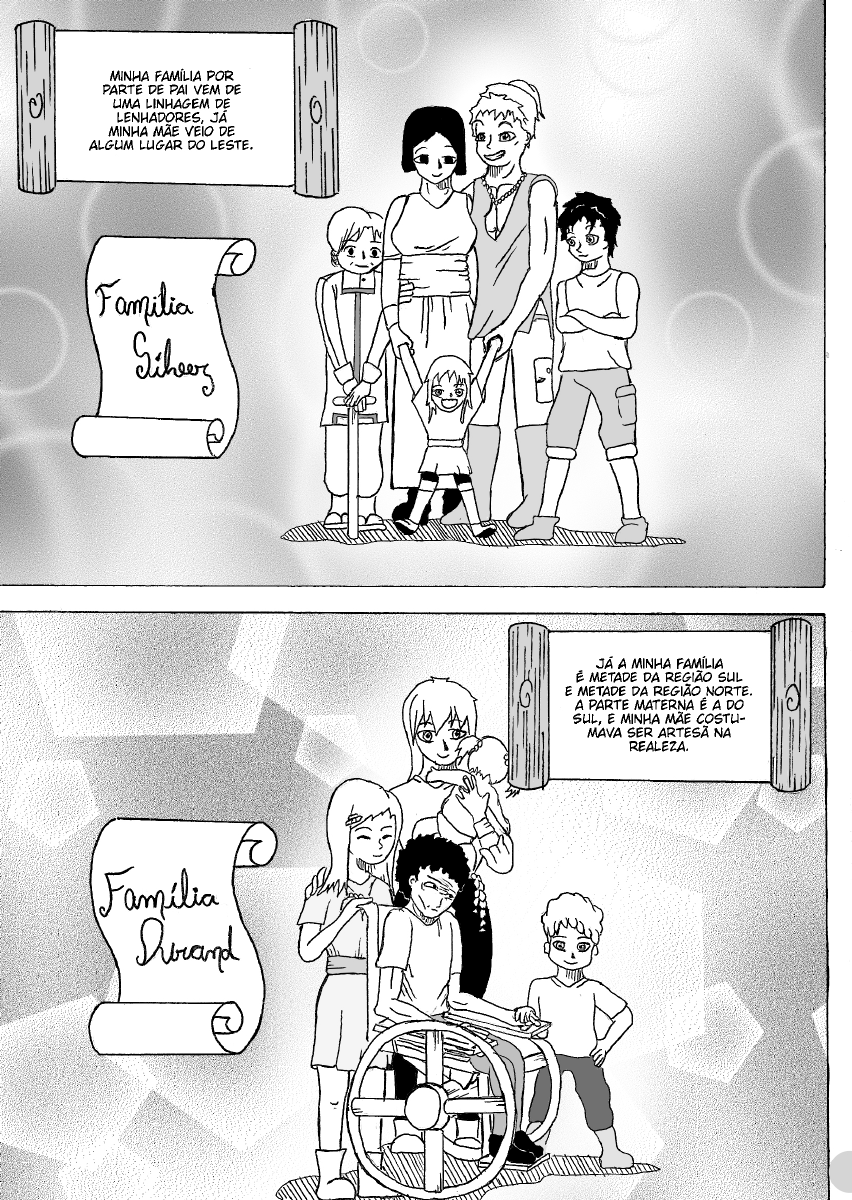 MINHA FAMÍLIA POR
PARTE DE PAI VEM DE
UMA LINHAGEM DE
LENHADORES, JÁ
MINHA MÃE VEIO DE
ALGUM LUGAR DO LESTE.
Família
JÁ A MINHA FAMÍLIA
É METADE DA REGIÃO SUL
E METADE DA REGIÃO NORTE.
A PARTE MATERNA É A DO
SUL, E MINHA MÃE COSTU-
MAVA SER ARTESÃ NA
REALEZA.
Família
Durand